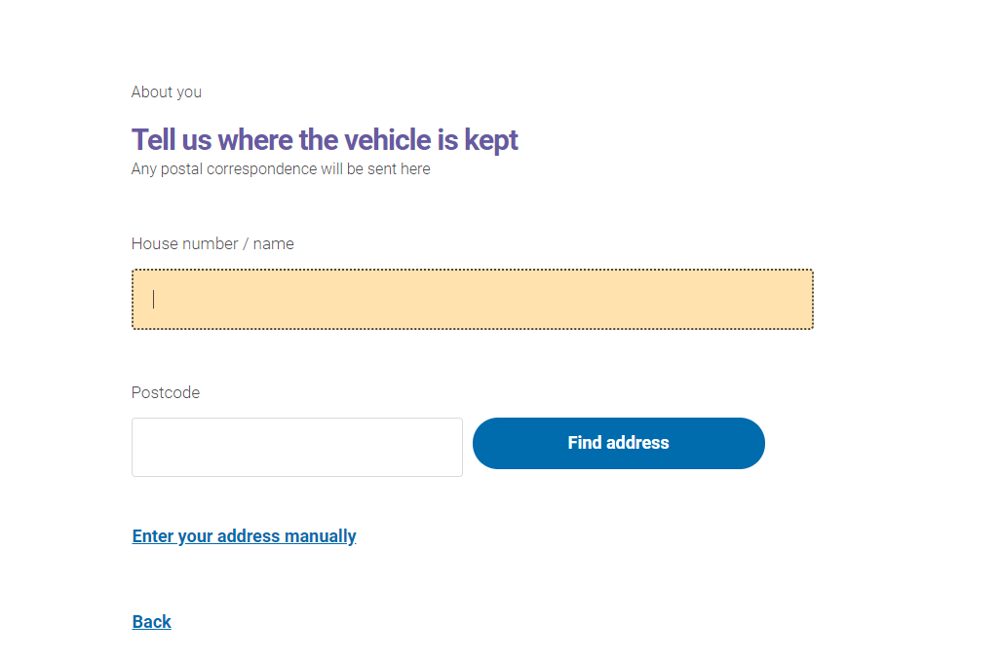 About you
Tell us where the vehicle is kept
Any postal correspondence will be sent here
House number / name
Postcode
Find address
Enter your address manually
Back